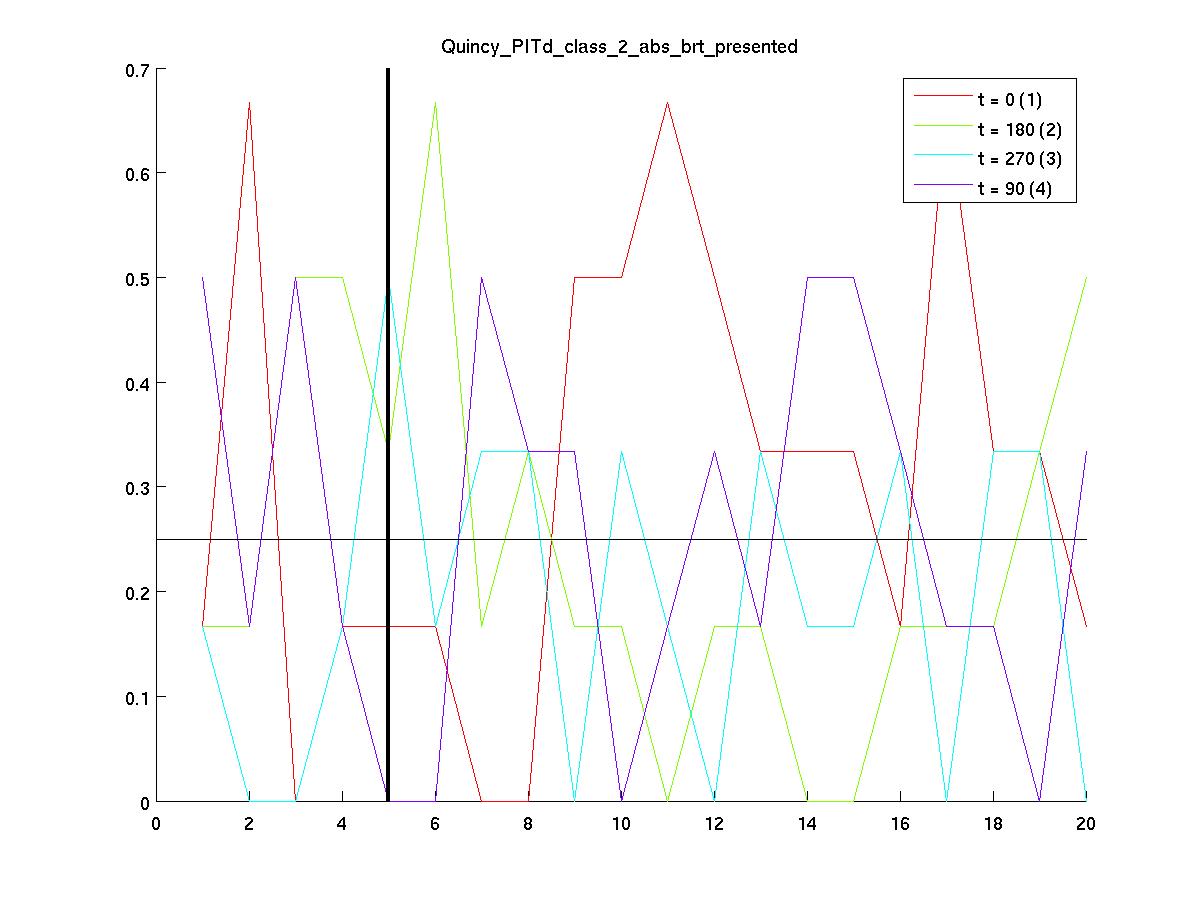 Quincy_PITd_class_2_abs_brt_presented
0.7
0.6
0.5
0.4
0.3
0.2
0.1
0
t = 0 (1)
t = 180 (2)
t = 270 (3)
t = 90 (4)
0 2 4 6 8 10 12 14 16 18 20